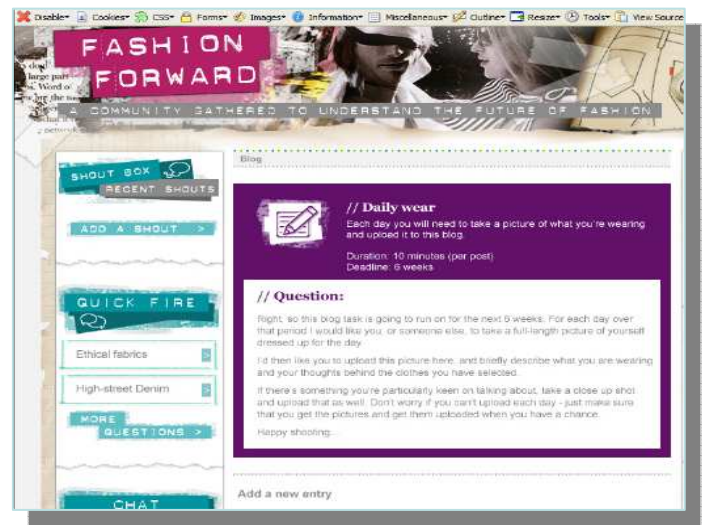 Disable Cookies CSS Forms Images Information Miscellaneous Outline Resize Tools View Source
FASHION
FORWARD
large part
Word of
A COMMUNITY GATHERED TO UNDERSTAND THE FUTURE OF FASHION
SHOUT BOX
RECENT SHOUTS
ADD A SHOUT >
QUICK FIRE
Ethical fabrics >
High-street Denim >
MORE
QUESTIONS >
CHAT
Blog
// Daily wear
Each day you will need to take a picture of what you're wearing
and upload it to this blog.
Duration: 10 minutes (per post)
Deadline: 6 weeks
// Question:
Right, so this blog task is going to run on for the next 6 weeks. For each day over
that period I would like you, or someone else, to take a full-length picture of yourself
dressed up for the day.
I'd then like you to upload this picture here, and briefly describe what you are wearing
and your thoughts behind the clothes you have selected.
If there's something you're particularly keen on talking about, take a close up shot
and upload that as well. Don't worry if you can't upload each day - just make sure
that you get the pictures and get them uploaded when you have a chance.
Happy shooting...
Add a new entry